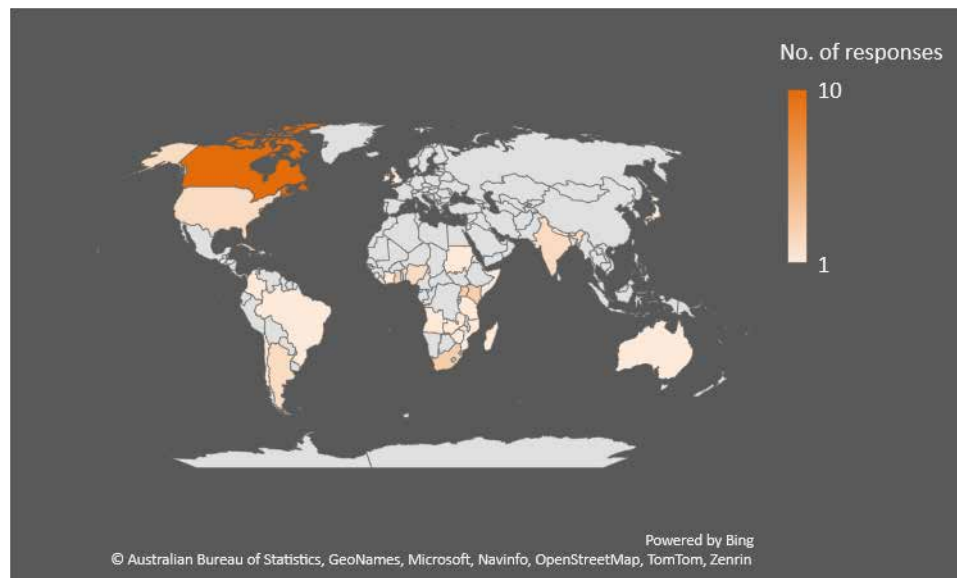 No. of responses
10
1
Powered by Bing
© Australian Bureau of Statistics, GeoNames, Microsoft, Navinfo, OpenStreetMap, TomTom, Zenrin